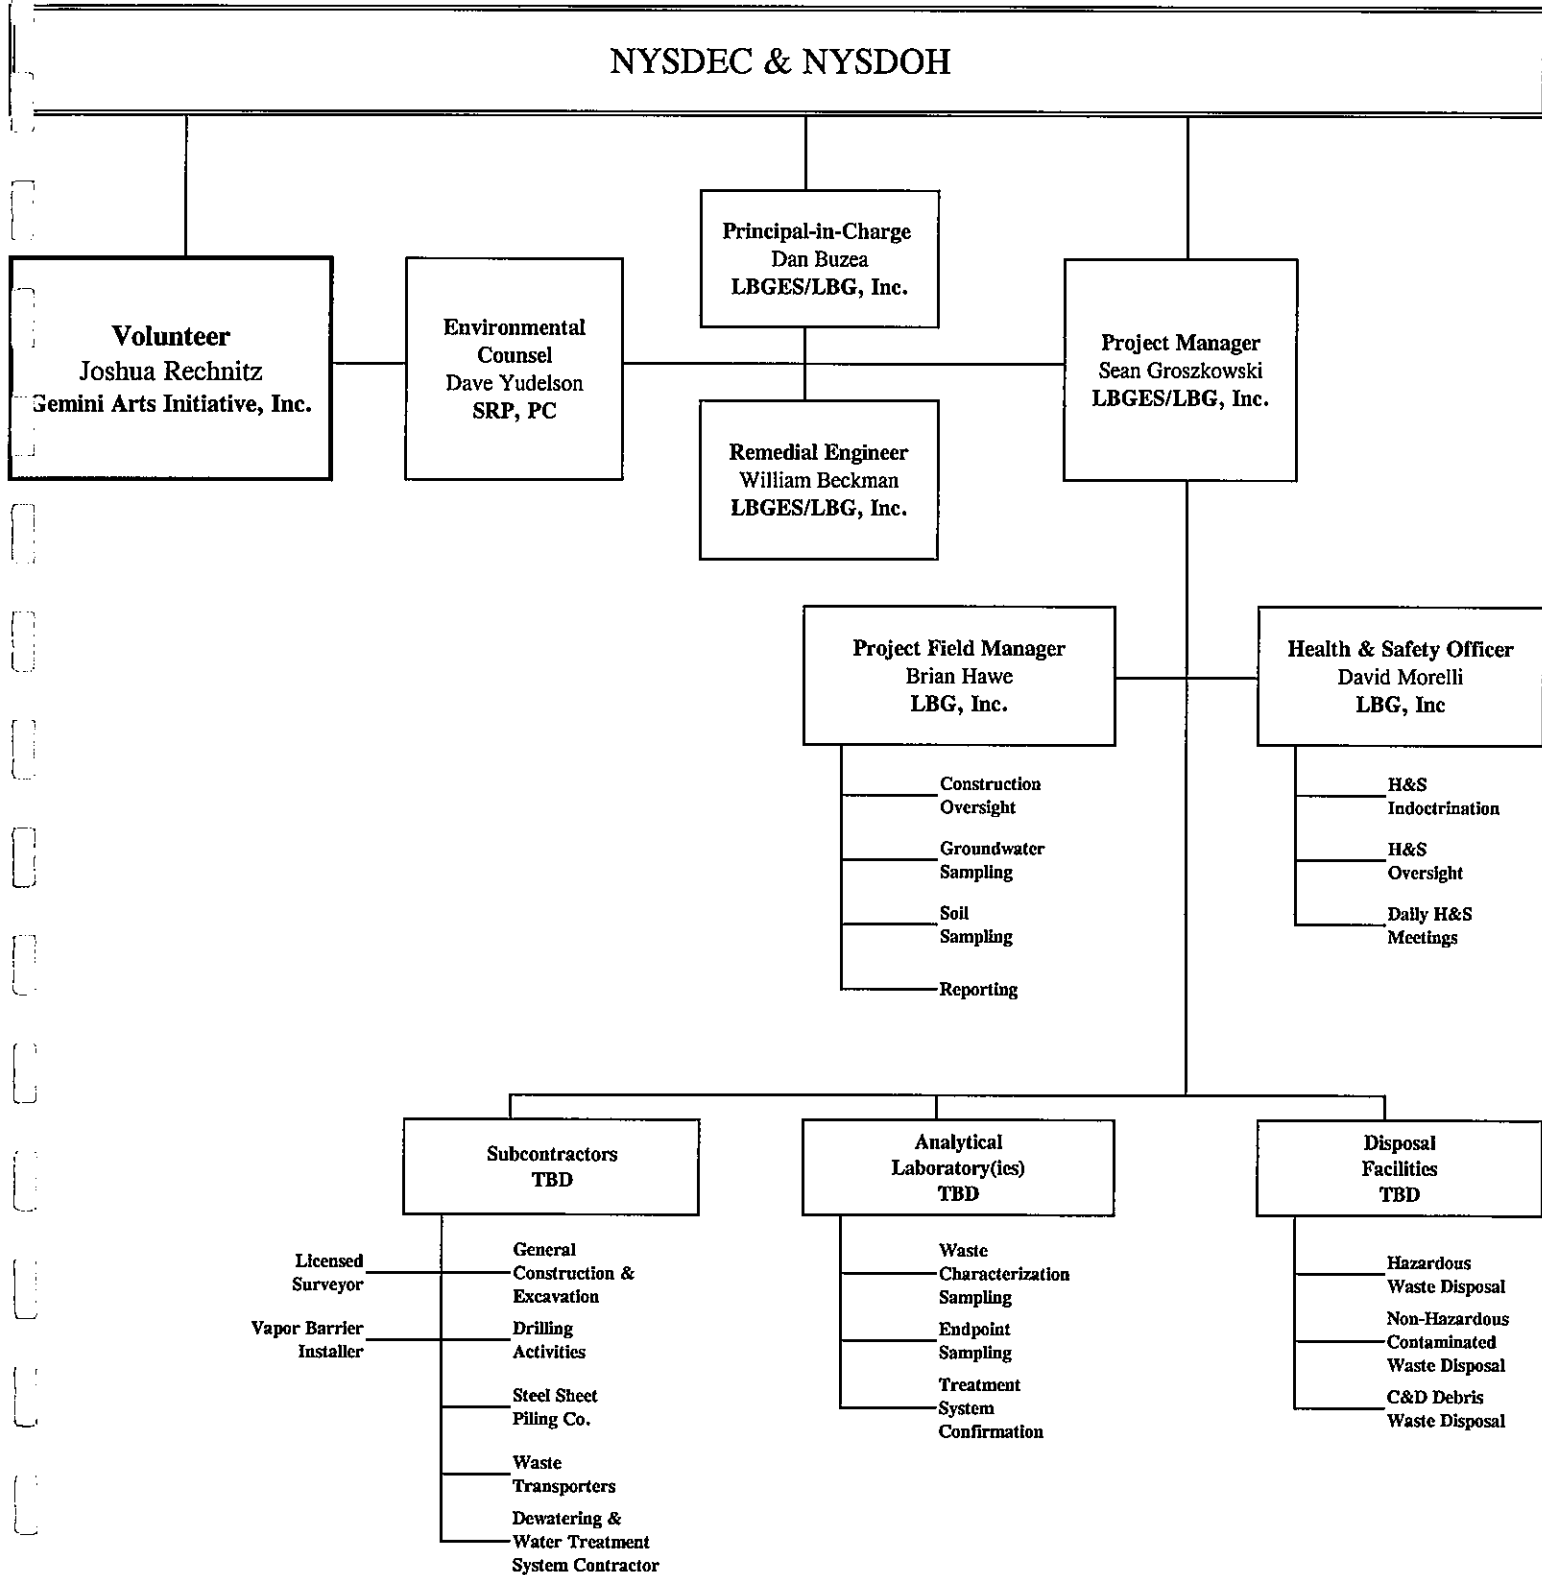 NYSDEC & NYSDOH
Principal-in-Charge
Dan Buzea
LBGES/LBG, Inc.
Volunteer
Joshua Rechnitz
Gemini Arts Initiative, Inc.
Environmental
Counsel
Dave Yudelson
SRP, PC
Project Manager
Sean Groszkowski
LBGES/LBG, Inc.
Remedial Engineer
William Beckman
LBGES/LBG, Inc.
Project Field Manager
Brian Hawe
LBG, Inc.
Health & Safety Officer
David Morelli
LBG, Inc
Construction
Oversight
Groundwater
Sampling
Soil
Sampling
Reporting
H&S
Indoctrination
H&S
Oversight
Daily H&S
Meetings
Subcontractors
TBD
Analytical
Laboratory(ies)
TBD
Disposal
Facilities
TBD
Licensed
Surveyor
Vapor Barrier
Installer
General
Construction &
Excavation
Drilling
Activities
Steel Sheet
Piling Co.
Waste
Transporters
Dewatering &
Water Treatment
System Contractor
Waste
Characterization
Sampling
Endpoint
Sampling
Treatment
System
Confirmation
Hazardous
Waste Disposal
Non-Hazardous
Contaminated
Waste Disposal
C&D Debris
Waste Disposal